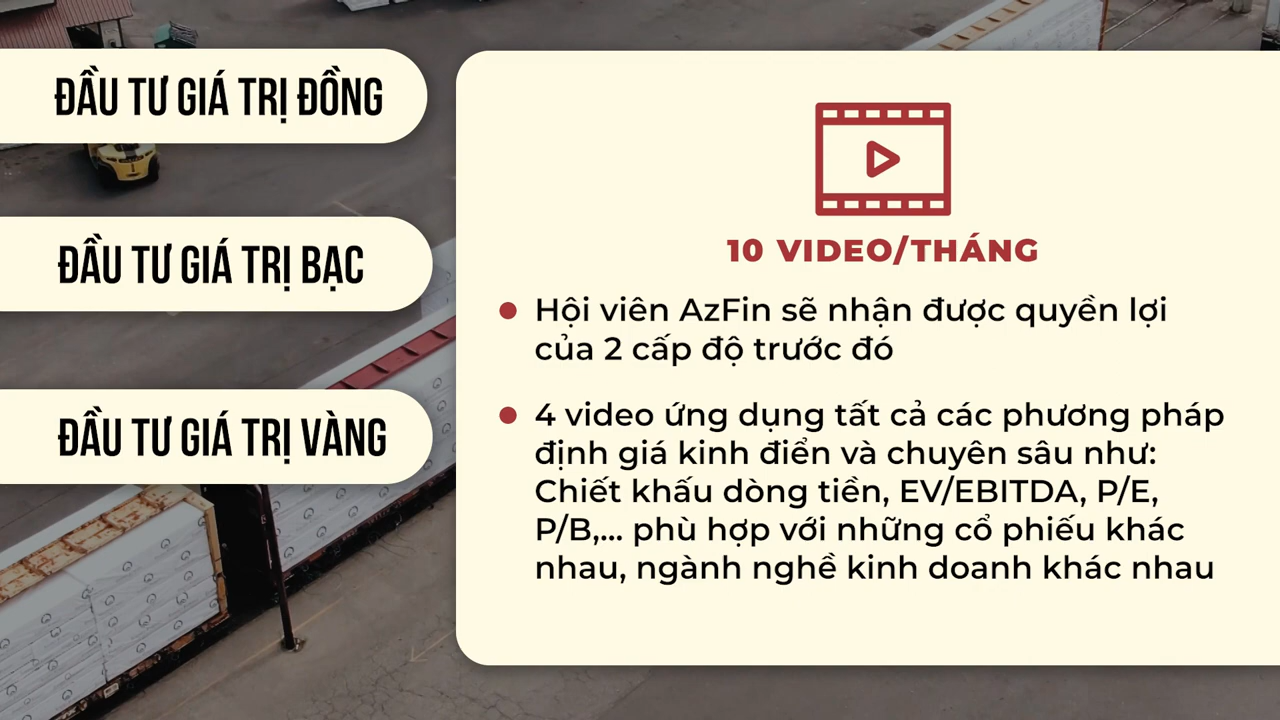 ĐẦU TƯ GIÁ TRỊ ĐỒNG
ĐẦU TƯ GIÁ TRỊ BẠC
ĐẦU TƯ GIÁ TRỊ VÀNG
10 VIDEO/THÁNG
Hội viên AzFin sẽ nhận được quyền lợi
của 2 cấp độ trước đó
4 video ứng dụng tất cả các phương pháp
định giá kinh điển và chuyên sâu như:
Chiết khấu dòng tiền, EV/EBITDA, P/E,
P/B,... phù hợp với những cổ phiếu khác
nhau, ngành nghề kinh doanh khác nhau